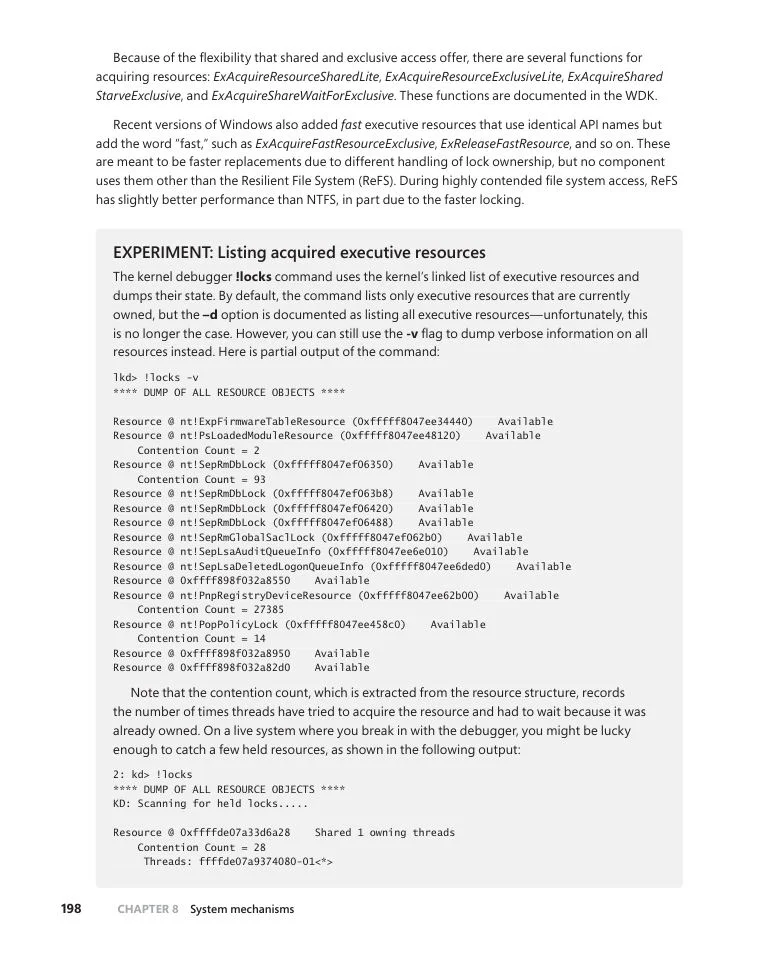 Because of the flexibility that shared and exclusive access offer, there are several functions for
acquiring resources: ExAcquireResourceSharedLite, ExAcquireResourceExclusiveLite, ExAcquireShared
StarveExclusive, and ExAcquireShareWaitForExclusive. These functions are documented in the WDK.
Recent versions of Windows also added fast executive resources that use identical API names but
add the word “fast,” such as ExAcquireFastResourceExclusive, ExReleaseFastResource, and so on. These
are meant to be faster replacements due to different handling of lock ownership, but no component
uses them other than the Resilient File System (ReFS). During highly contended file system access, ReFS
has slightly better performance than NTFS, in part due to the faster locking.
EXPERIMENT: Listing acquired executive resources
The kernel debugger !locks command uses the kernel’s linked list of executive resources and
dumps their state. By default, the command lists only executive resources that are currently
owned, but the –d option is documented as listing all executive resources—unfortunately, this
is no longer the case. However, you can still use the -v flag to dump verbose information on all
resources instead. Here is partial output of the command:
lkd> !locks -v
**** DUMP OF ALL RESOURCE OBJECTS ****
Resource @ nt!ExpFirmwareTableResource (0xfffff8047ee34440)    Available
Resource @ nt!PsLoadedModuleResource (0xfffff8047ee48120)    Available
    Contention Count = 2
Resource @ nt!SepRmDbLock (0xfffff8047ef06350)    Available
    Contention Count = 93
Resource @ nt!SepRmDbLock (0xfffff8047ef063b8)    Available
Resource @ nt!SepRmDbLock (0xfffff8047ef06420)    Available
Resource @ nt!SepRmDbLock (0xfffff8047ef06488)    Available
Resource @ nt!SepRmGlobalSaclLock (0xfffff8047ef062b0)    Available
Resource @ nt!SepLsaAuditQueueInfo (0xfffff8047ee6e010)    Available
Resource @ nt!SepLsaDeletedLogonQueueInfo (0xfffff8047ee6ded0)    Available
Resource @ 0xffff898f032a8550    Available
Resource @ nt!PnpRegistryDeviceResource (0xfffff8047ee62b00)    Available
    Contention Count = 27385
Resource @ nt!PopPolicyLock (0xfffff8047ee458c0)    Available
    Contention Count = 14
Resource @ 0xffff898f032a8950    Available
Resource @ 0xffff898f032a82d0    Available
Note that the contention count, which is extracted from the resource structure, records
the number of times threads have tried to acquire the resource and had to wait because it was
already owned. On a live system where you break in with the debugger, you might be lucky
enough to catch a few held resources, as shown in the following output:
2: kd> !locks
**** DUMP OF ALL RESOURCE OBJECTS ****
KD: Scanning for held locks.....
Resource @ 0xffffde07a33d6a28    Shared 1 owning threads
    Contention Count = 28
     Threads: ffffde07a9374080-01<*>
198 CHAPTER 8 System mechanisms